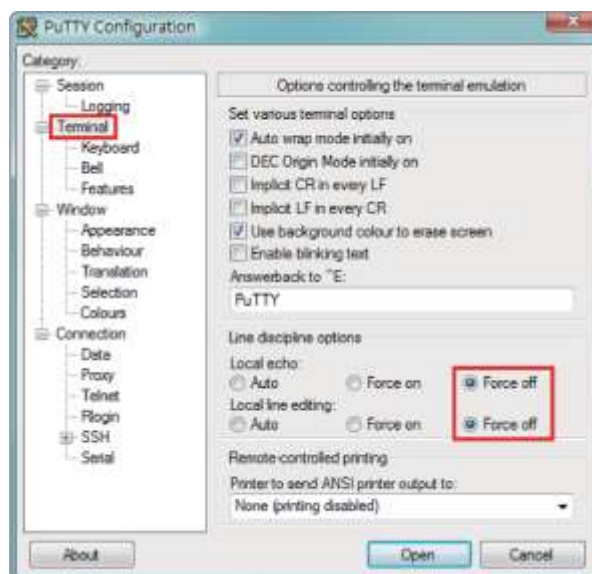 PuTTY Configuration
Category:
Session
Logging
Terminal
Keyboard
Bell
Features
Window
Appearance
Behaviour
Translation
Selection
Colours
Connection
Data
Proxy
Telnet
Rlogin
SSH
Serial
Options controlling the terminal emulation
Set various terminal options
Auto wrap mode initially on
DEC Origin Mode initially on
Implicit CR in every LF
Implicit LF in every CR
Use background colour to erase screen
Enable blinking text
Answerback to ^E:
PuTTY
Line discipline options
Local echo:
Auto Force on Force off
Local line editing:
Auto Force on Force off
Remote-controlled printing
Printer to send ANSI printer output to:
None (printing disabled)
About Open Cancel